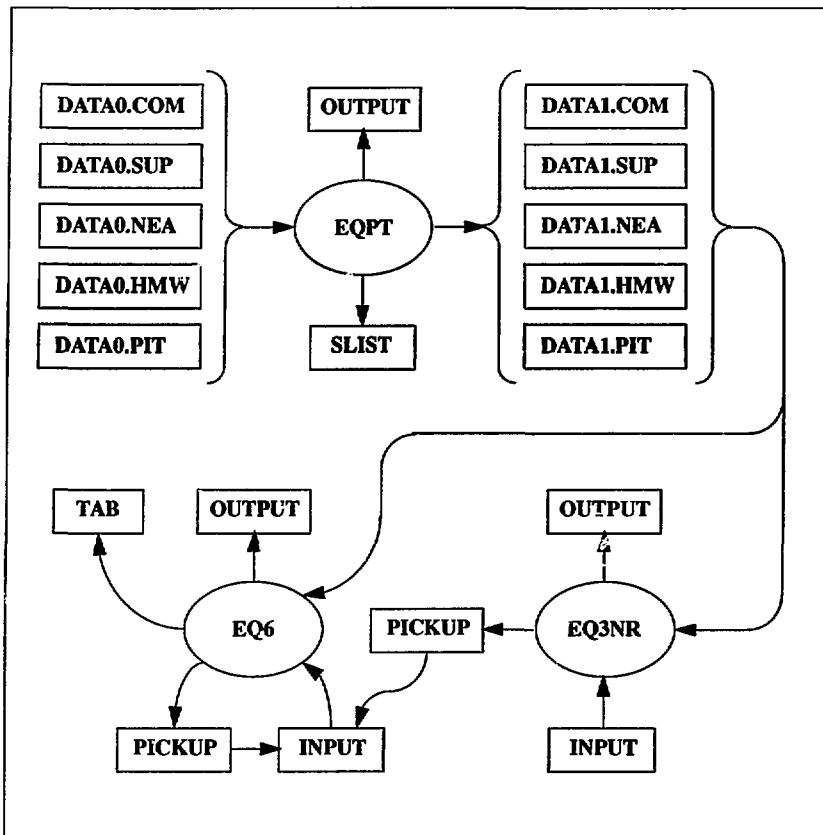 DATA0.COM
DATA0.SUP
DATA0.NEA
DATA0.HMW
DATA0.PIT
OUTPUT
EQPT
SLIST
DATA1.COM
DATA1.SUP
DATA1.NEA
DATA1.HMW
DATA1.PIT
TAB
OUTPUT
EQ6
PICKUP
INPUT
PICKUP
OUTPUT
EQ3NR
INPUT